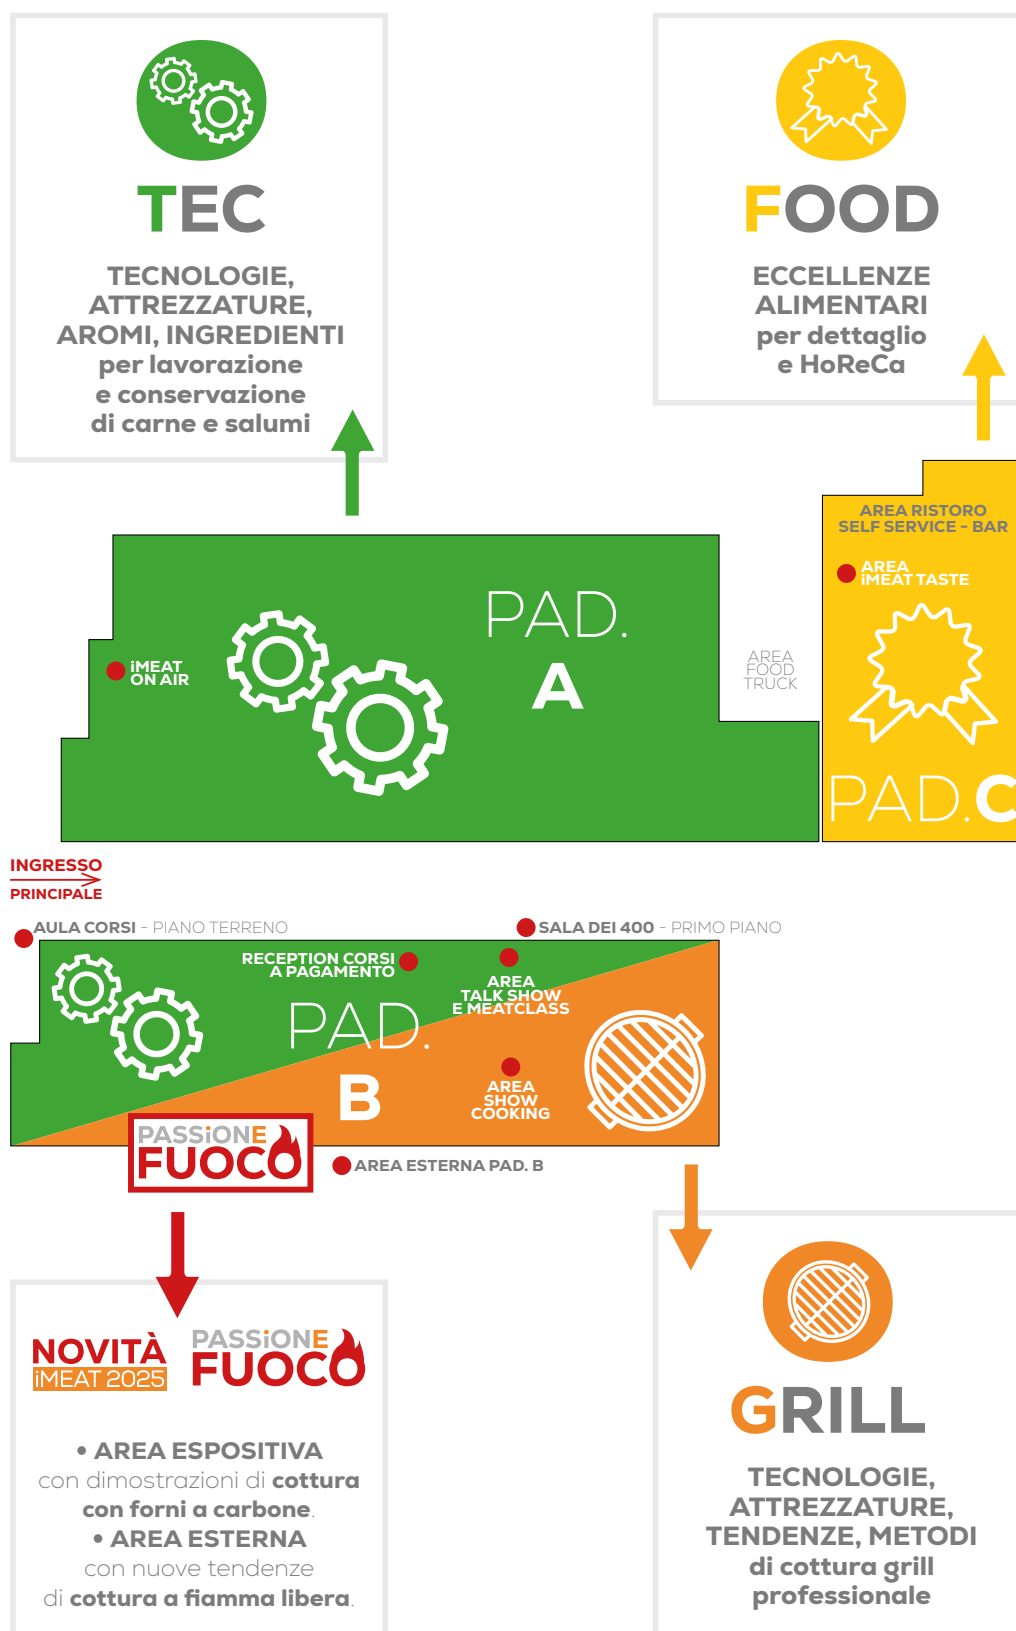 TEC
TECNOLOGIE,
ATTREZZATURE,
AROMI, INGREDIENTI
per lavorazione
e conservazione
di carne e salumi
FOOD
ECCELLENZE
ALIMENTARI
per dettaglio
e HoReCa
PAD.
A
iMEAT
ON AIR
AREA
FOOD
TRUCK
AREA RISTORO
SELF SERVICE - BAR
AREA
iMEAT TASTE
PAD.C
INGRESSO
PRINCIPALE
AULA CORSI - PIANO TERRENO
SALA DEI 400 - PRIMO PIANO
RECEPTION CORSI
A PAGAMENTO
AREA
TALK SHOW
E MEATCLASS
PAD.
B
AREA
SHOW
COOKING
PASSiONE
FUOCO
AREA ESTERNA PAD. B
NOVITÀ
iMEAT 2025
PASSiONE
FUOCO
• AREA ESPOSITIVA
con dimostrazioni di cottura
con forni a carbone.
• AREA ESTERNA
con nuove tendenze
di cottura a fiamma libera.
GRILL
TECNOLOGIE,
ATTREZZATURE,
TENDENZE, METODI
di cottura grill
professionale